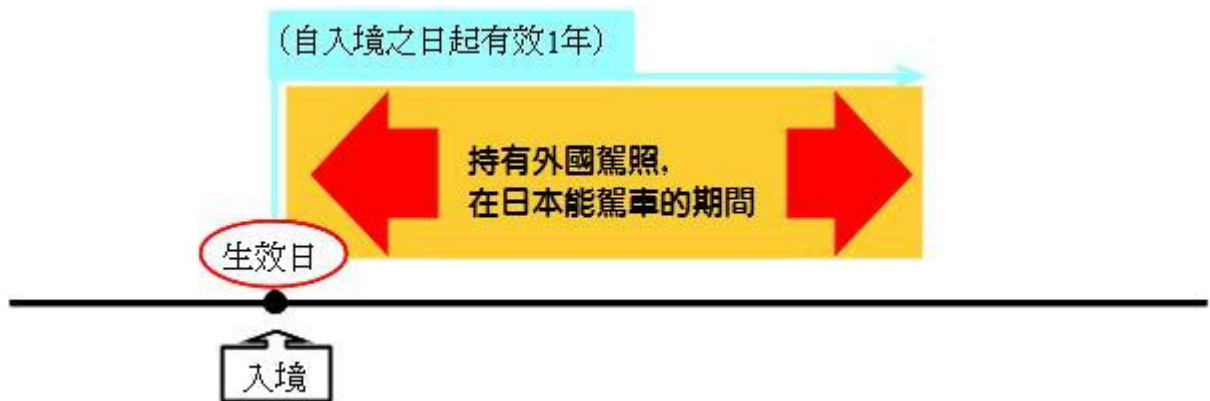 (自入境之日起有效1年)
持有外國駕照,
在日本能駕車的期間
生效日
入境